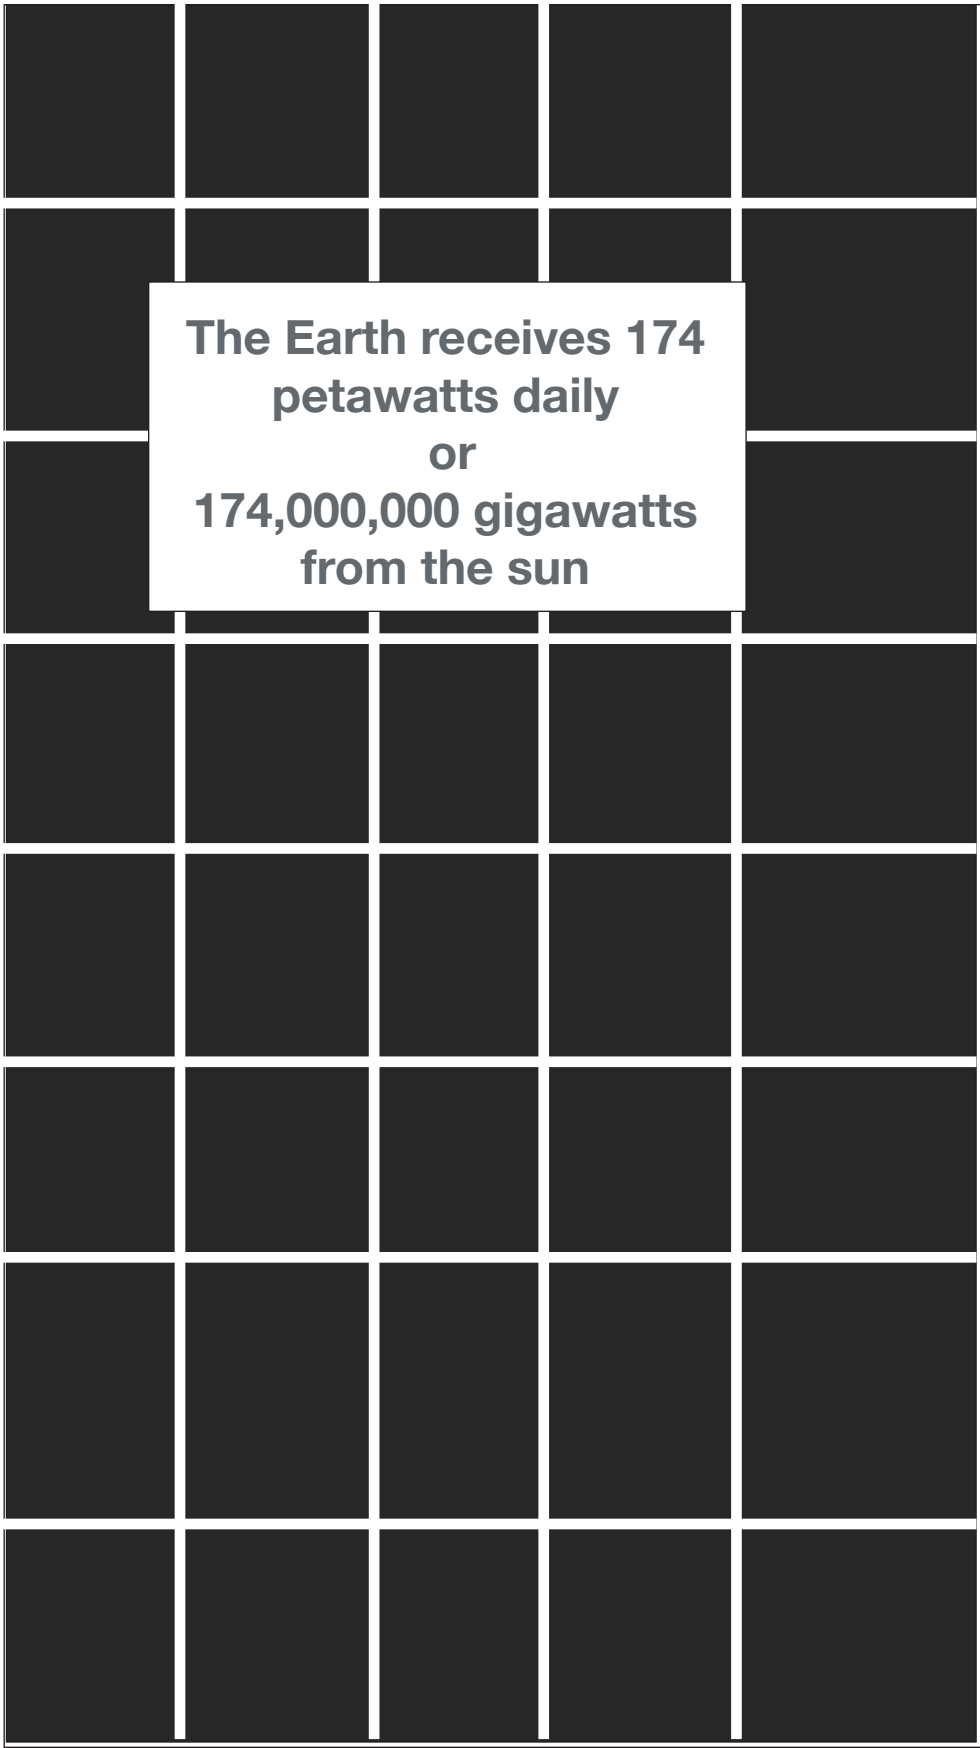 The Earth receives 174
petawatts daily
or
174,000,000 gigawatts
from the sun